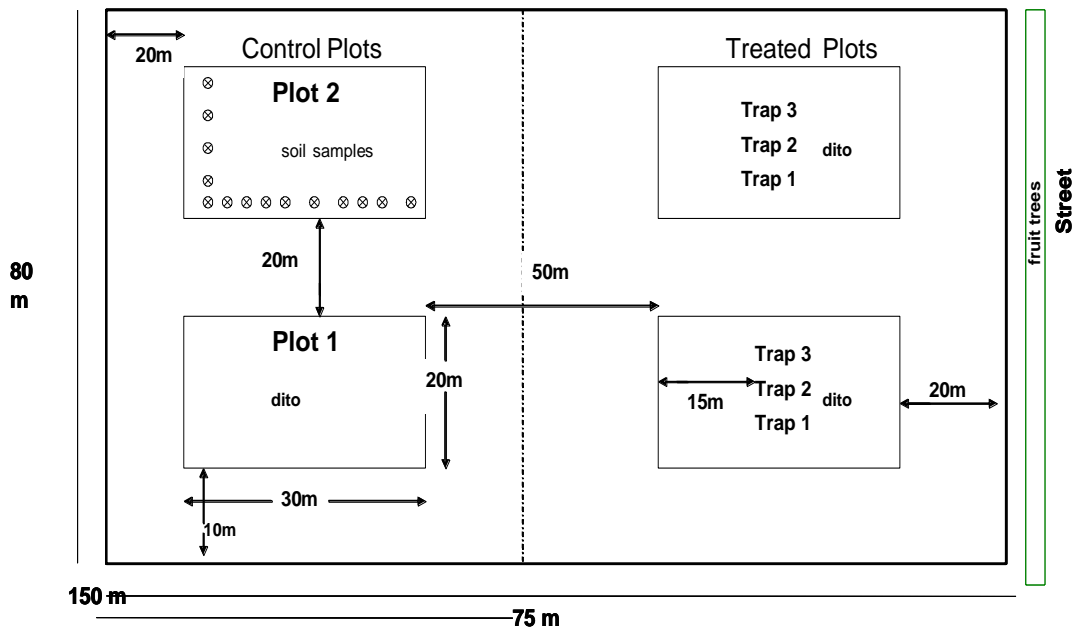 20m
Control Plots
Treated Plots
Plot 2
soil samples
Trap 3
Trap 2 dito
Trap 1
fruit trees
Street
80
m
20m
50m
Plot 1
dito
20m
Trap 3
Trap 2 dito
Trap 1
15m
20m
30m
10m
150 m
75 m